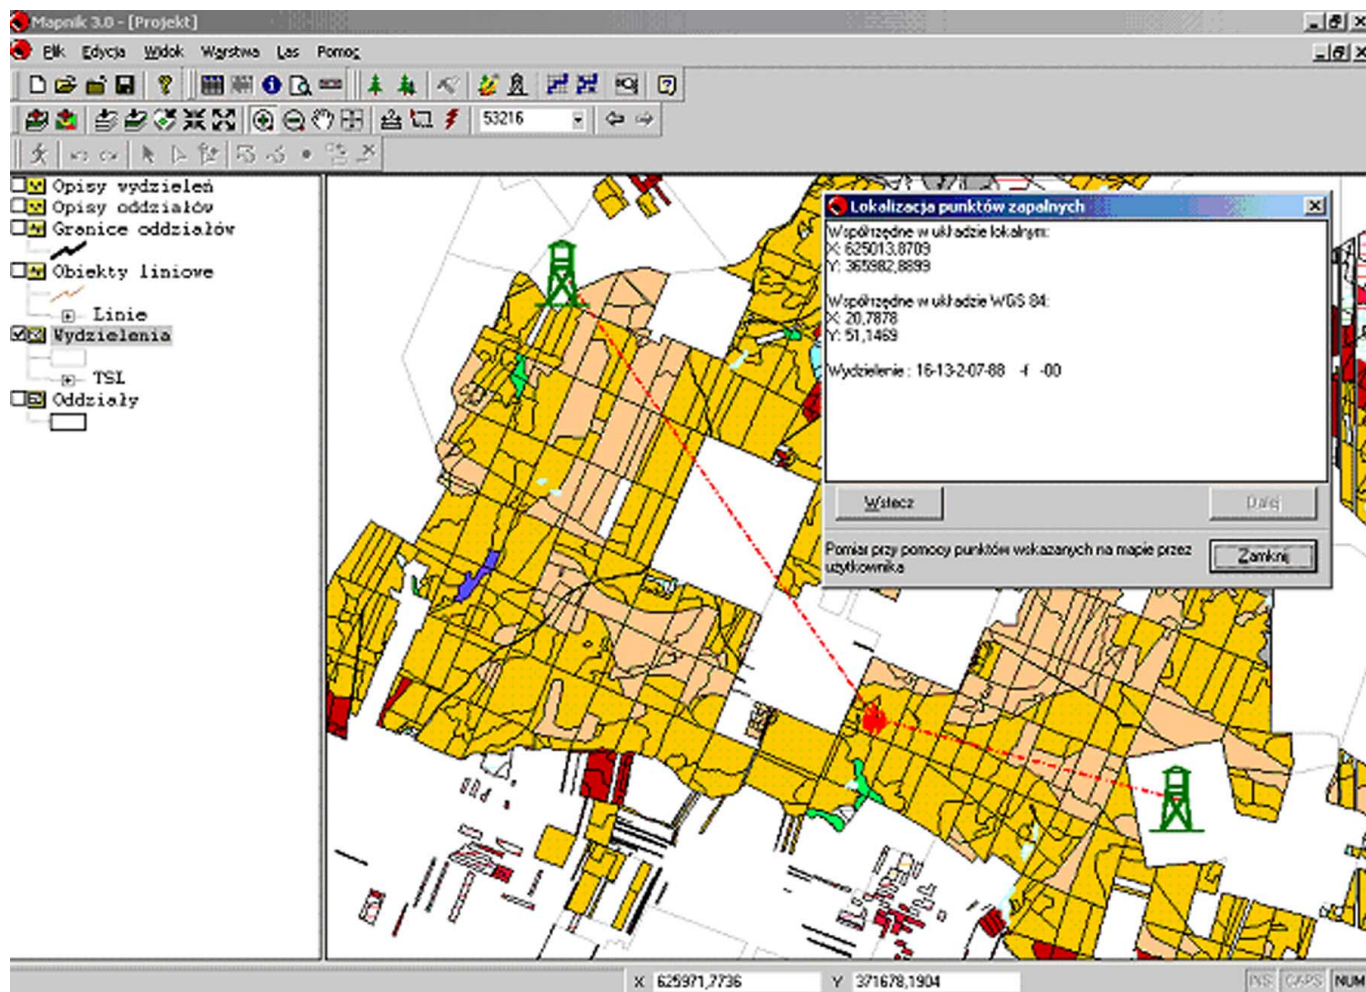 Mapnik 3.0 - [Projekt]
Plik Edycja Widok Warstwa Las Pomoc
53216
Opisy wydzieleń
Opisy oddziałów
Granice oddziałów
Obiekty liniowe
Linie
Wydzielenia
TSL
Oddziały
Lokalizacja punktów zapalnych
Współrzędne w układzie lokalnym:
X: 625013,8709
Y: 365982,8899
Współrzędne w układzie WGS 84:
X: 20,7878
Y: 51,1469
Wydzielenie : 16-13-2-07-88 -f -00
Wstecz
Dalej
Pomiar przy pomocy punktów wskazanych na mapie przez
użytkownika
Zamknij
X 625971,7736 Y 371678,1904 INS CAPS NUM